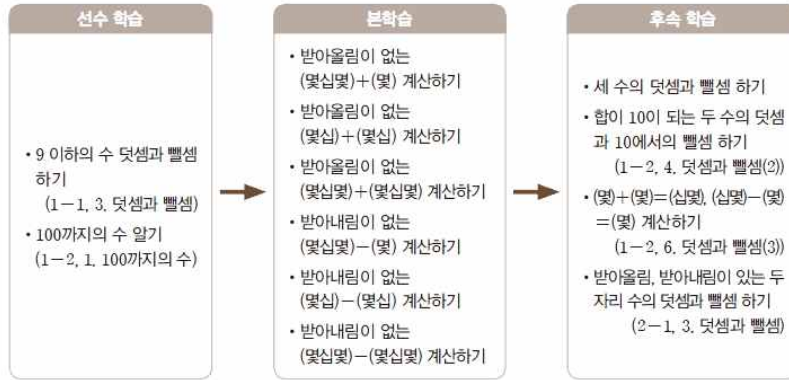 선수 학습
• 9 이하의 수 덧셈과 뺄셈
하기
(1-1, 3. 덧셈과 뺄셈)
• 100까지의 수 알기
(1-2, 1. 100까지의 수)
본학습
• 받아올림이 없는
(몇십몇)+(몇) 계산하기
• 받아올림이 없는
(몇십)+(몇십) 계산하기
• 받아올림이 없는
(몇십몇)+(몇십몇) 계산하기
• 받아내림이 없는
(몇십몇)-(몇) 계산하기
• 받아내림이 없는
(몇십)-(몇십) 계산하기
• 받아내림이 없는
(몇십몇)-(몇십몇) 계산하기
후속 학습
• 세 수의 덧셈과 뺄셈 하기
• 합이 10이 되는 두 수의 덧셈
과 10에서의 뺄셈 하기
(1-2, 4. 덧셈과 뺄셈(2))
• (몇)+(몇)=(십몇), (십몇)-(몇)
=(몇) 계산하기
(1-2, 6. 덧셈과 뺄셈(3))
• 받아올림, 받아내림이 있는 두
자리 수의 덧셈과 뺄셈 하기
(2-1, 3. 덧셈과 뺄셈)